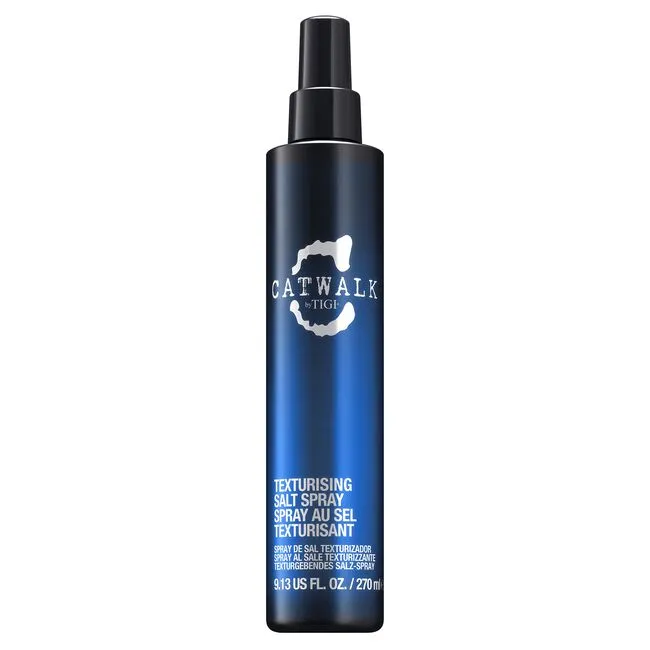 CATWALK
by TIGI
TEXTURISING
SALT SPRAY
SPRAY AU SEL
TEXTURISANT
SPRAY DE SAL TEXTURIZADOR
SPRAY AL SALE TEXTURIZZANTE
TEXTURGEBENDES SALZ-SPRAY
9.13 US FL. OZ. / 270 ml